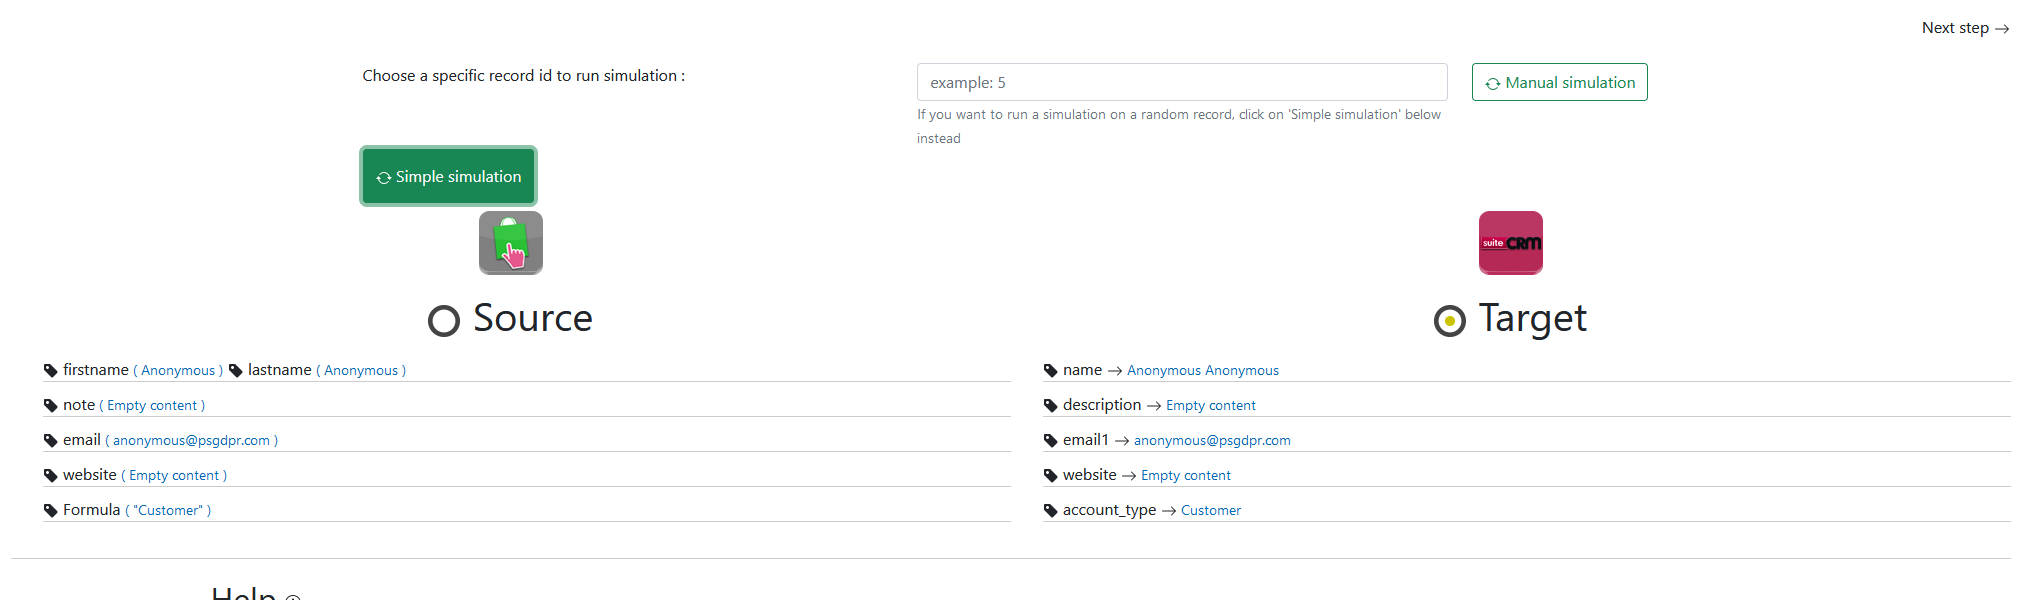 Next step →
Choose a specific record id to run simulation :
example: 5
Manual simulation
If you want to run a simulation on a random record, click on 'Simple simulation' below
instead
Simple simulation
suite CRM
Source
Target
firstname ( Anonymous ) lastname ( Anonymous )
name → Anonymous Anonymous
note ( Empty content )
description → Empty content
email ( anonymous@psgdpr.com )
email1 → anonymous@psgdpr.com
website ( Empty content )
website → Empty content
Formula ( "Customer" )
account_type → Customer
Help